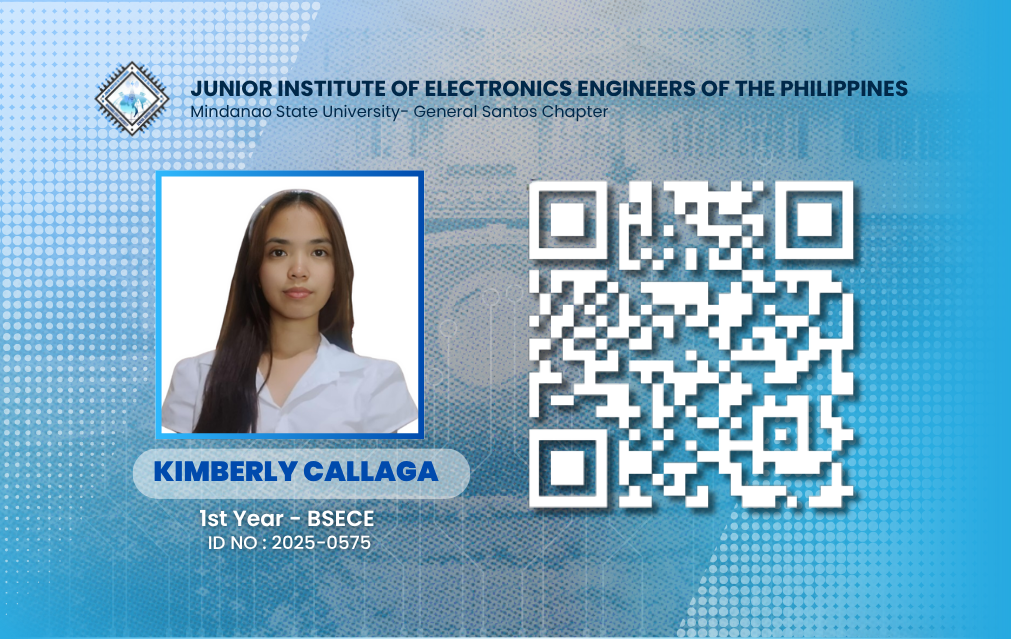 JUNIOR INSTITUTE OF ELECTRONICS ENGINEERS OF THE PHILIPPINES
Mindanao State University- General Santos Chapter
KIMBERLY CALLAGA
1st Year - BSECE
ID NO : 2025-0575